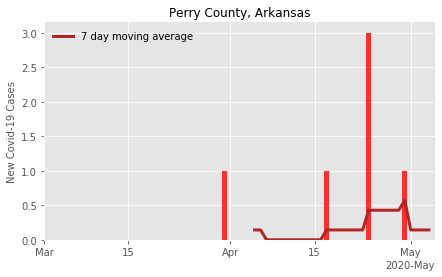 Perry County, Arkansas
7 day moving average
New Covid-19 Cases
3.0
2.5
2.0
1.5
1.0
0.5
0.0
Mar 15 Apr 15 May
2020-May